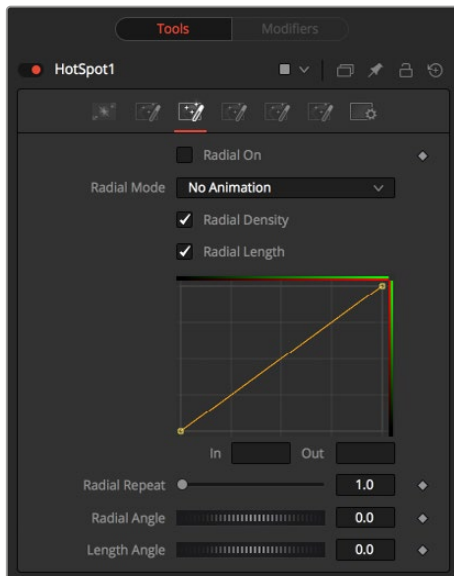 Tools Modifiers
HotSpot1
Radial On
Radial Mode No Animation
Radial Density
Radial Length
In Out
Radial Repeat 1.0
Radial Angle 0.0
Length Angle 0.0